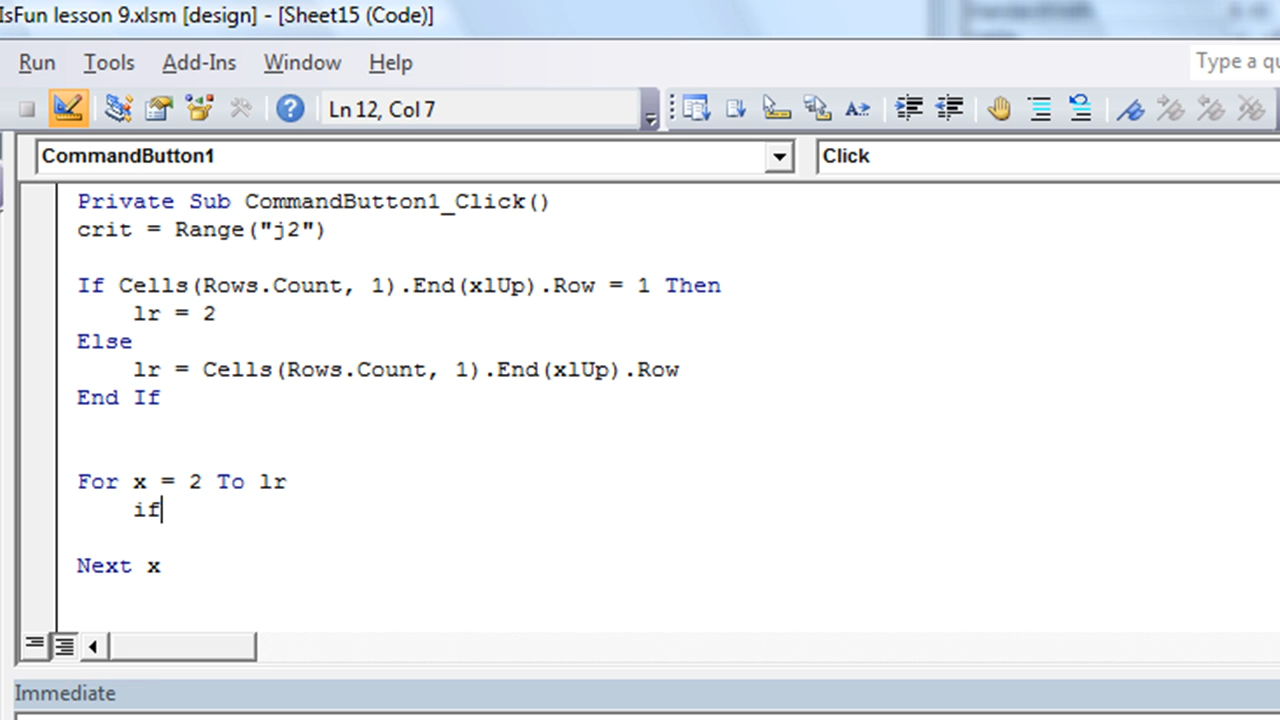 IsFun lesson 9.xlsm [design] - [Sheet15 (Code)]
Run Tools Add-Ins Window Help
Type a qu
Ln 12, Col 7
CommandButton1
Click
Private Sub CommandButton1_Click()
crit = Range("j2")
If Cells(Rows.Count, 1).End(xlUp).Row = 1 Then
lr = 2
Else
lr = Cells(Rows.Count, 1).End(xlUp).Row
End If
For x = 2 To lr
if
Next x
Immediate